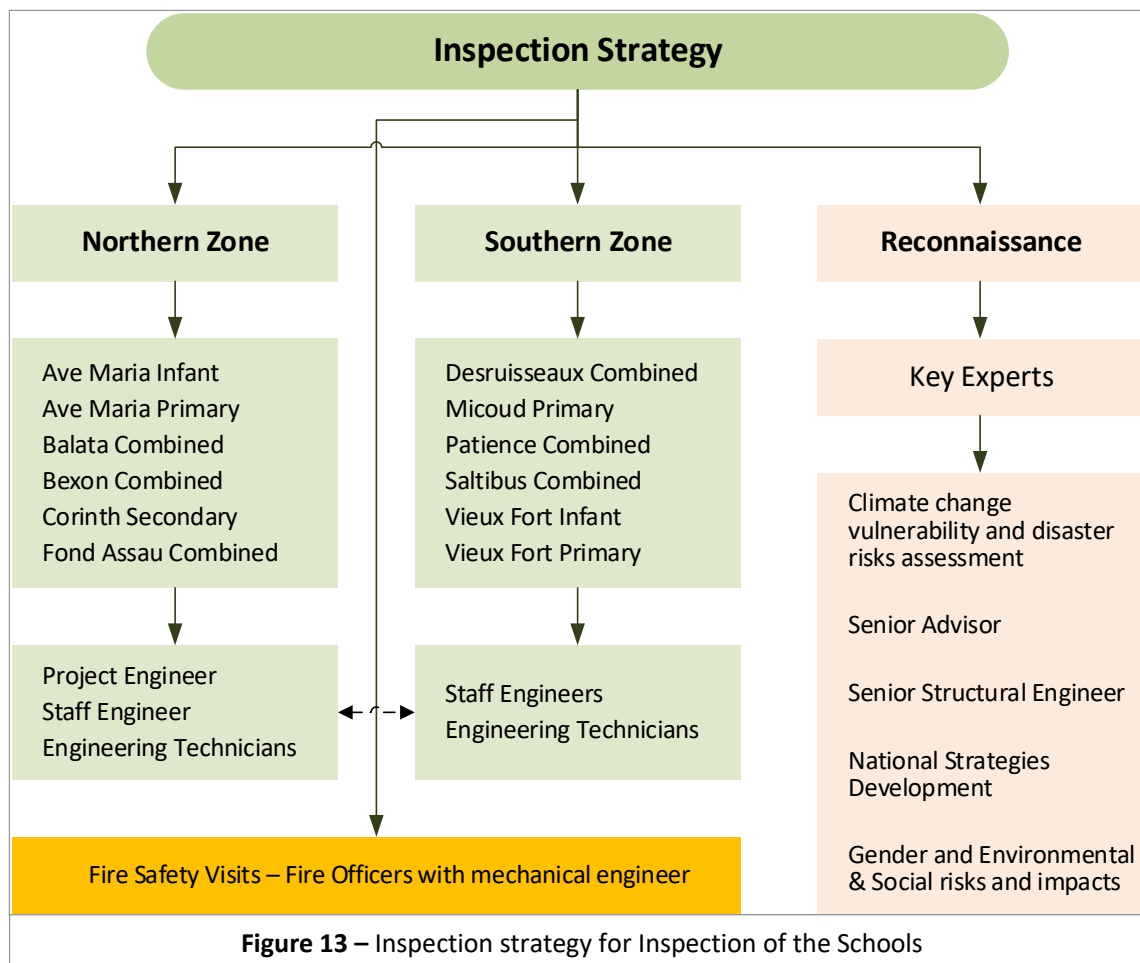 Inspection Strategy
Northern Zone
Ave Maria Infant
Ave Maria Primary
Balata Combined
Bexon Combined
Corinth Secondary
Fond Assau Combined
Project Engineer
Staff Engineer
Engineering Technicians
Southern Zone
Desruisseaux Combined
Micoud Primary
Patience Combined
Saltibus Combined
Vieux Fort Infant
Vieux Fort Primary
Staff Engineers
Engineering Technicians
Reconnaissance
Key Experts
Climate change
vulnerability and disaster
risks assessment
Senior Advisor
Senior Structural Engineer
National Strategies
Development
Gender and Environmental
& Social risks and impacts
Fire Safety Visits – Fire Officers with mechanical engineer
Figure 13 – Inspection strategy for Inspection of the Schools